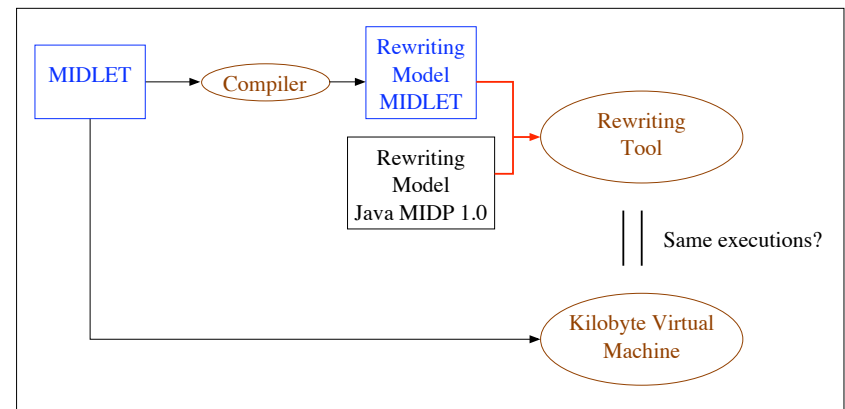 MIDLET
Compiler
Rewriting
Model
MIDLET
Rewriting
Model
Java MIDP 1.0
Rewriting
Tool
Same executions?
Kilobyte Virtual
Machine